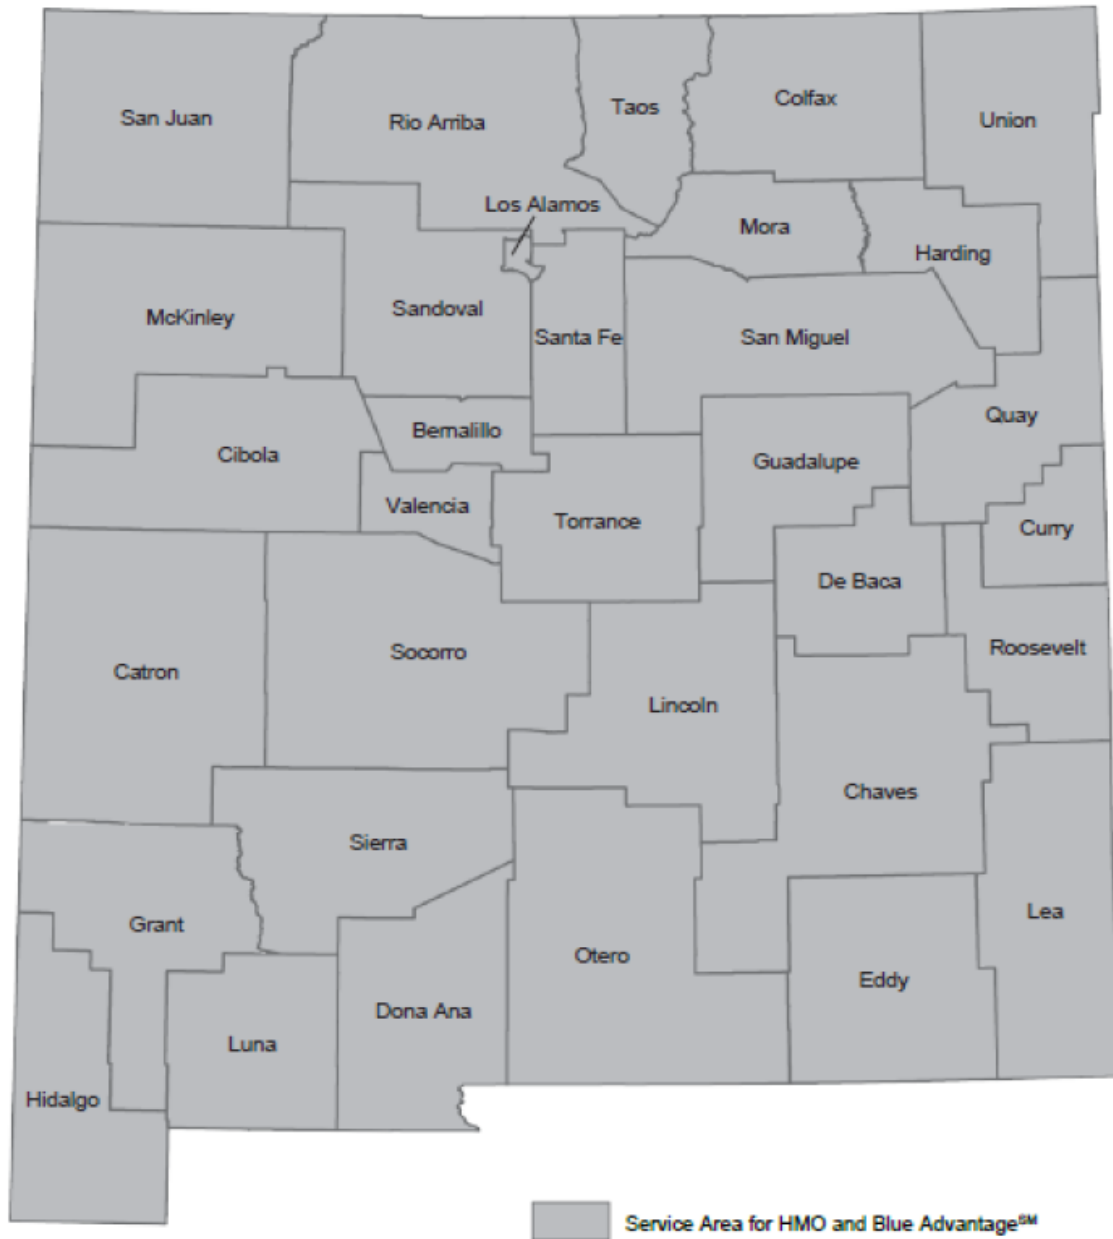 San Juan
Rio Arriba
Taos
Colfax
Union
Los Alamos
Mora
Harding
McKinley
Sandoval
Santa Fe
San Miguel
Quay
Bernalillo
Cibola
Guadalupe
Valencia
Torrance
Curry
De Baca
Catron
Socorro
Roosevelt
Lincoln
Chaves
Sierra
Grant
Lea
Otero
Eddy
Dona Ana
Luna
Hidalgo
Service Area for HMO and Blue Advantage℠